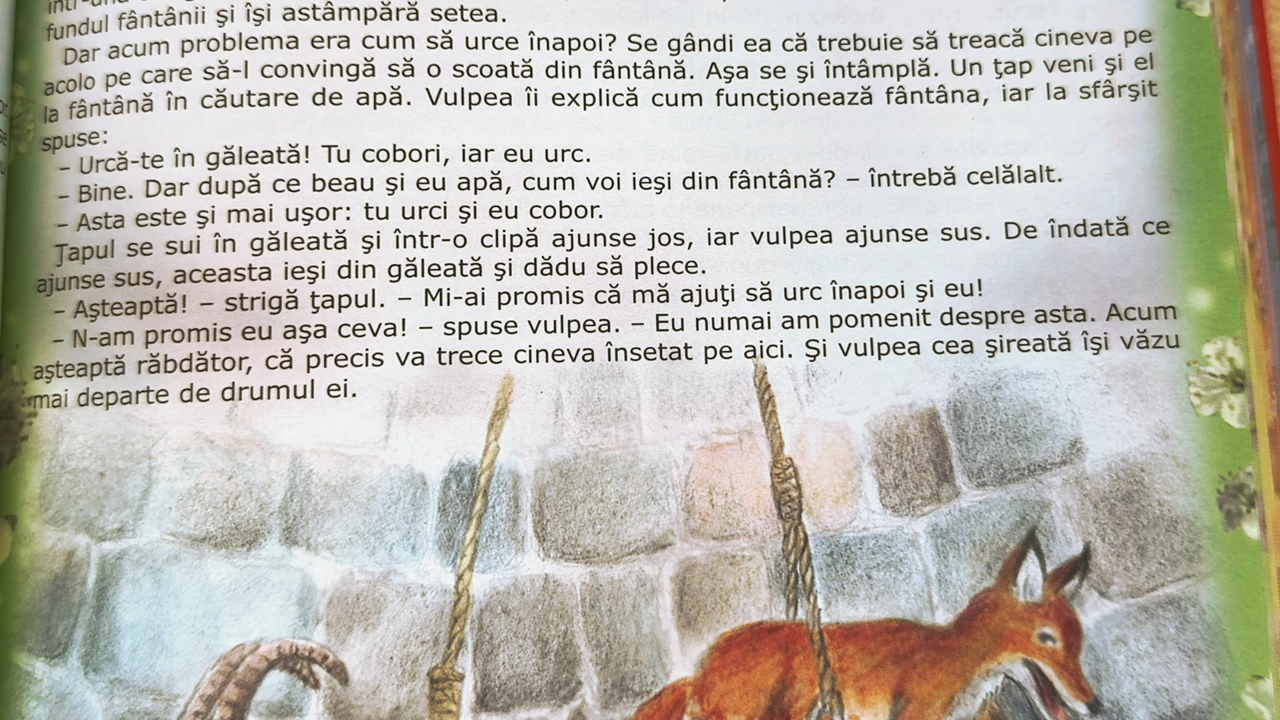 fundul fântânii şi îşi astâmpără setea.
Dar acum problema era cum să urce înapoi? Se gândi ea că trebuie să treacă cineva pe
acolo pe care să-l convingă să o scoată din fântână. Aşa se şi întâmplă. Un ţap veni şi el
la fântână în căutare de apă. Vulpea îi explică cum funcţionează fântâna, iar la sfârşit
spuse:
– Urcă-te în găleată! Tu cobori, iar eu urc.
– Bine. Dar după ce beau şi eu apă, cum voi ieşi din fântână? – întrebă celălalt.
– Asta este şi mai uşor: tu urci şi eu cobor.
Ţapul se sui în găleată şi într-o clipă ajunse jos, iar vulpea ajunse sus. De îndată ce
ajunse sus, aceasta ieşi din găleată şi dădu să plece.
– Aşteaptă! – strigă ţapul. – Mi-ai promis că mă ajuţi să urc înapoi şi eu!
– N-am promis eu aşa ceva! – spuse vulpea. – Eu numai am pomenit despre asta. Acum
aşteaptă răbdător, că precis va trece cineva însetat pe aici. Şi vulpea cea şireată îşi văzu
mai departe de drumul ei.